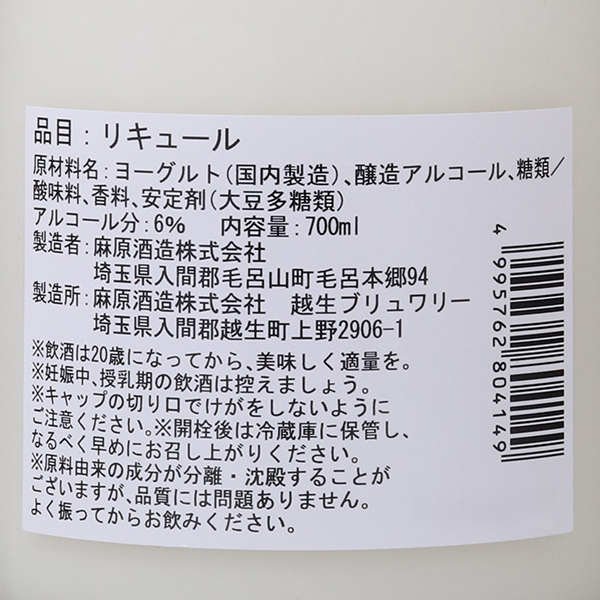 品目：リキュール
原材料名：ヨーグルト（国内製造）、醸造アルコール、糖類／
酸味料、香料、安定剤（大豆多糖類）
アルコール分：6%　内容量：700ml
製造者：麻原酒造株式会社
埼玉県入間郡毛呂山町毛呂本郷94
製造所：麻原酒造株式会社　越生ブリュワリー
埼玉県入間郡越生町上野2906-1
※飲酒は20歳になってから、美味しく適量を。
※妊娠中、授乳期の飲酒は控えましょう。
※キャップの切り口でけがをしないように
ご注意ください。※開栓後は冷蔵庫に保管し、
なるべく早めにお召し上がりください。
※原料由来の成分が分離・沈殿することが
ございますが、品質には問題ありません。
よく振ってからお飲みください。
4995762804149